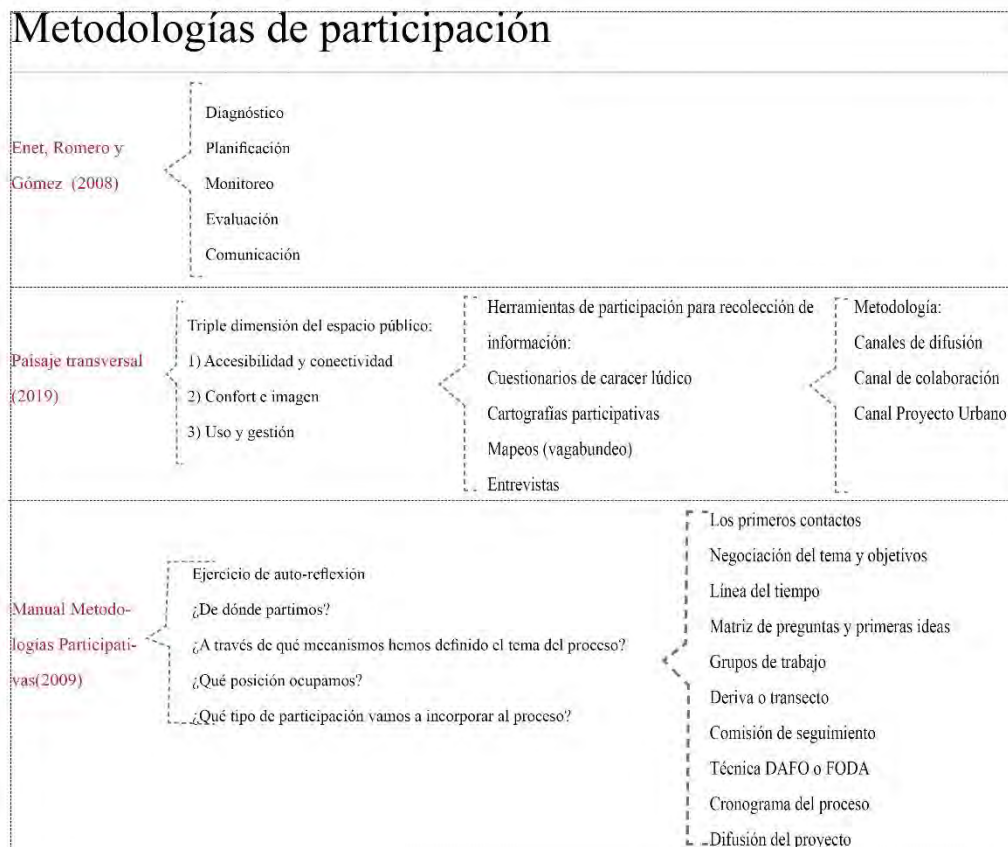 Metodologías de participación
Enet, Romero y
Gómez (2008)
Diagnóstico
Planificación
Monitoreo
Evaluación
Comunicación
Paisaje transversal
(2019)
Triple dimensión del espacio público:
1) Accesibilidad y conectividad
2) Confort e imagen
3) Uso y gestión
Herramientas de participación para recolección de
información:
Cuestionarios de caracer lúdico
Cartografías participativas
Mapeos (vagabundeo)
Entrevistas
Metodología:
Canales de difusión
Canal de colaboración
Canal Proyecto Urbano
Manual Metodo-
logías Participati-
vas(2009)
Ejercicio de auto-reflexión
¿De dónde partimos?
¿A través de qué mecanismos hemos definido el tema del proceso?
¿Qué posición ocupamos?
¿Qué tipo de participación vamos a incorporar al proceso?
Los primeros contactos
Negociación del tema y objetivos
Línea del tiempo
Matriz de preguntas y primeras ideas
Grupos de trabajo
Deriva o transecto
Comisión de seguimiento
Técnica DAFO o FODA
Cronograma del proceso
Difusión del proyecto